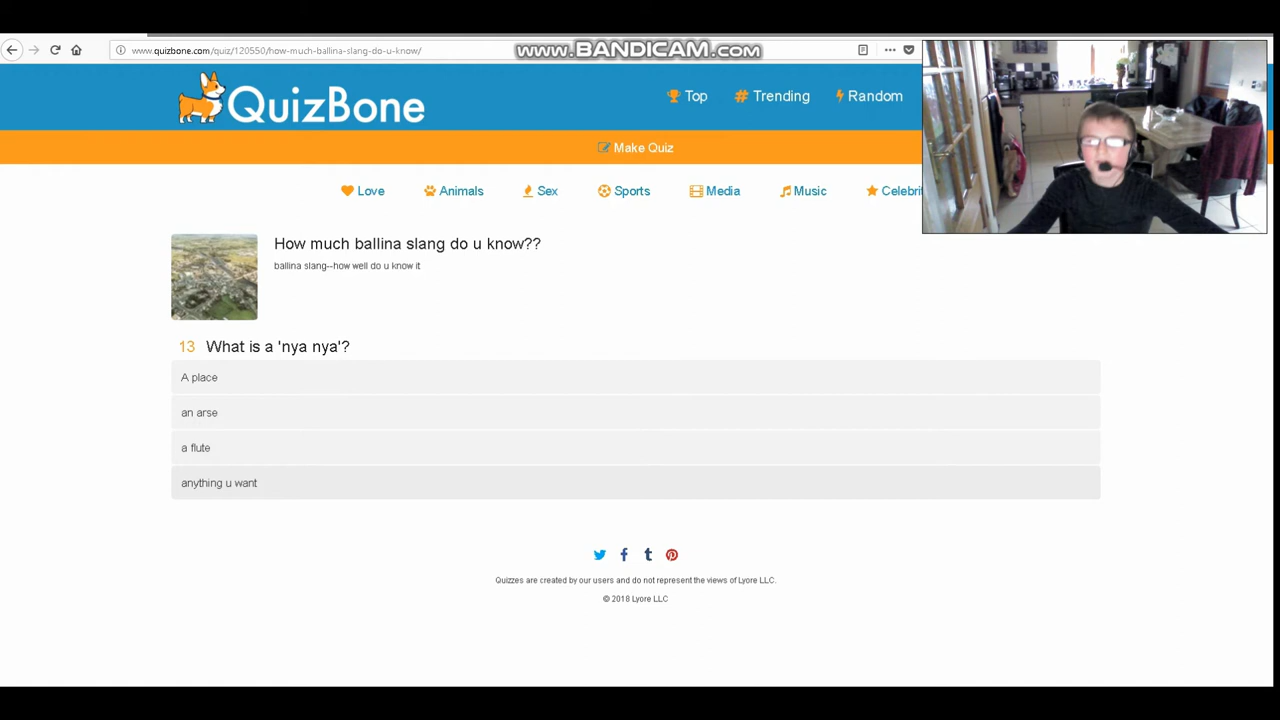 www.quizbone.com/quiz/120550/how-much-ballina-slang-do-u-know/
www.BANDICAM.com
QuizBone
Top
Trending
Random
Make Quiz
Love
Animals
Sex
Sports
Media
Music
Celebrit
How much ballina slang do u know??
ballina slang--how well do u know it
13 What is a 'nya nya'?
A place
an arse
a flute
anything u want
Quizzes are created by our users and do not represent the views of Lyore LLC.
© 2018 Lyore LLC